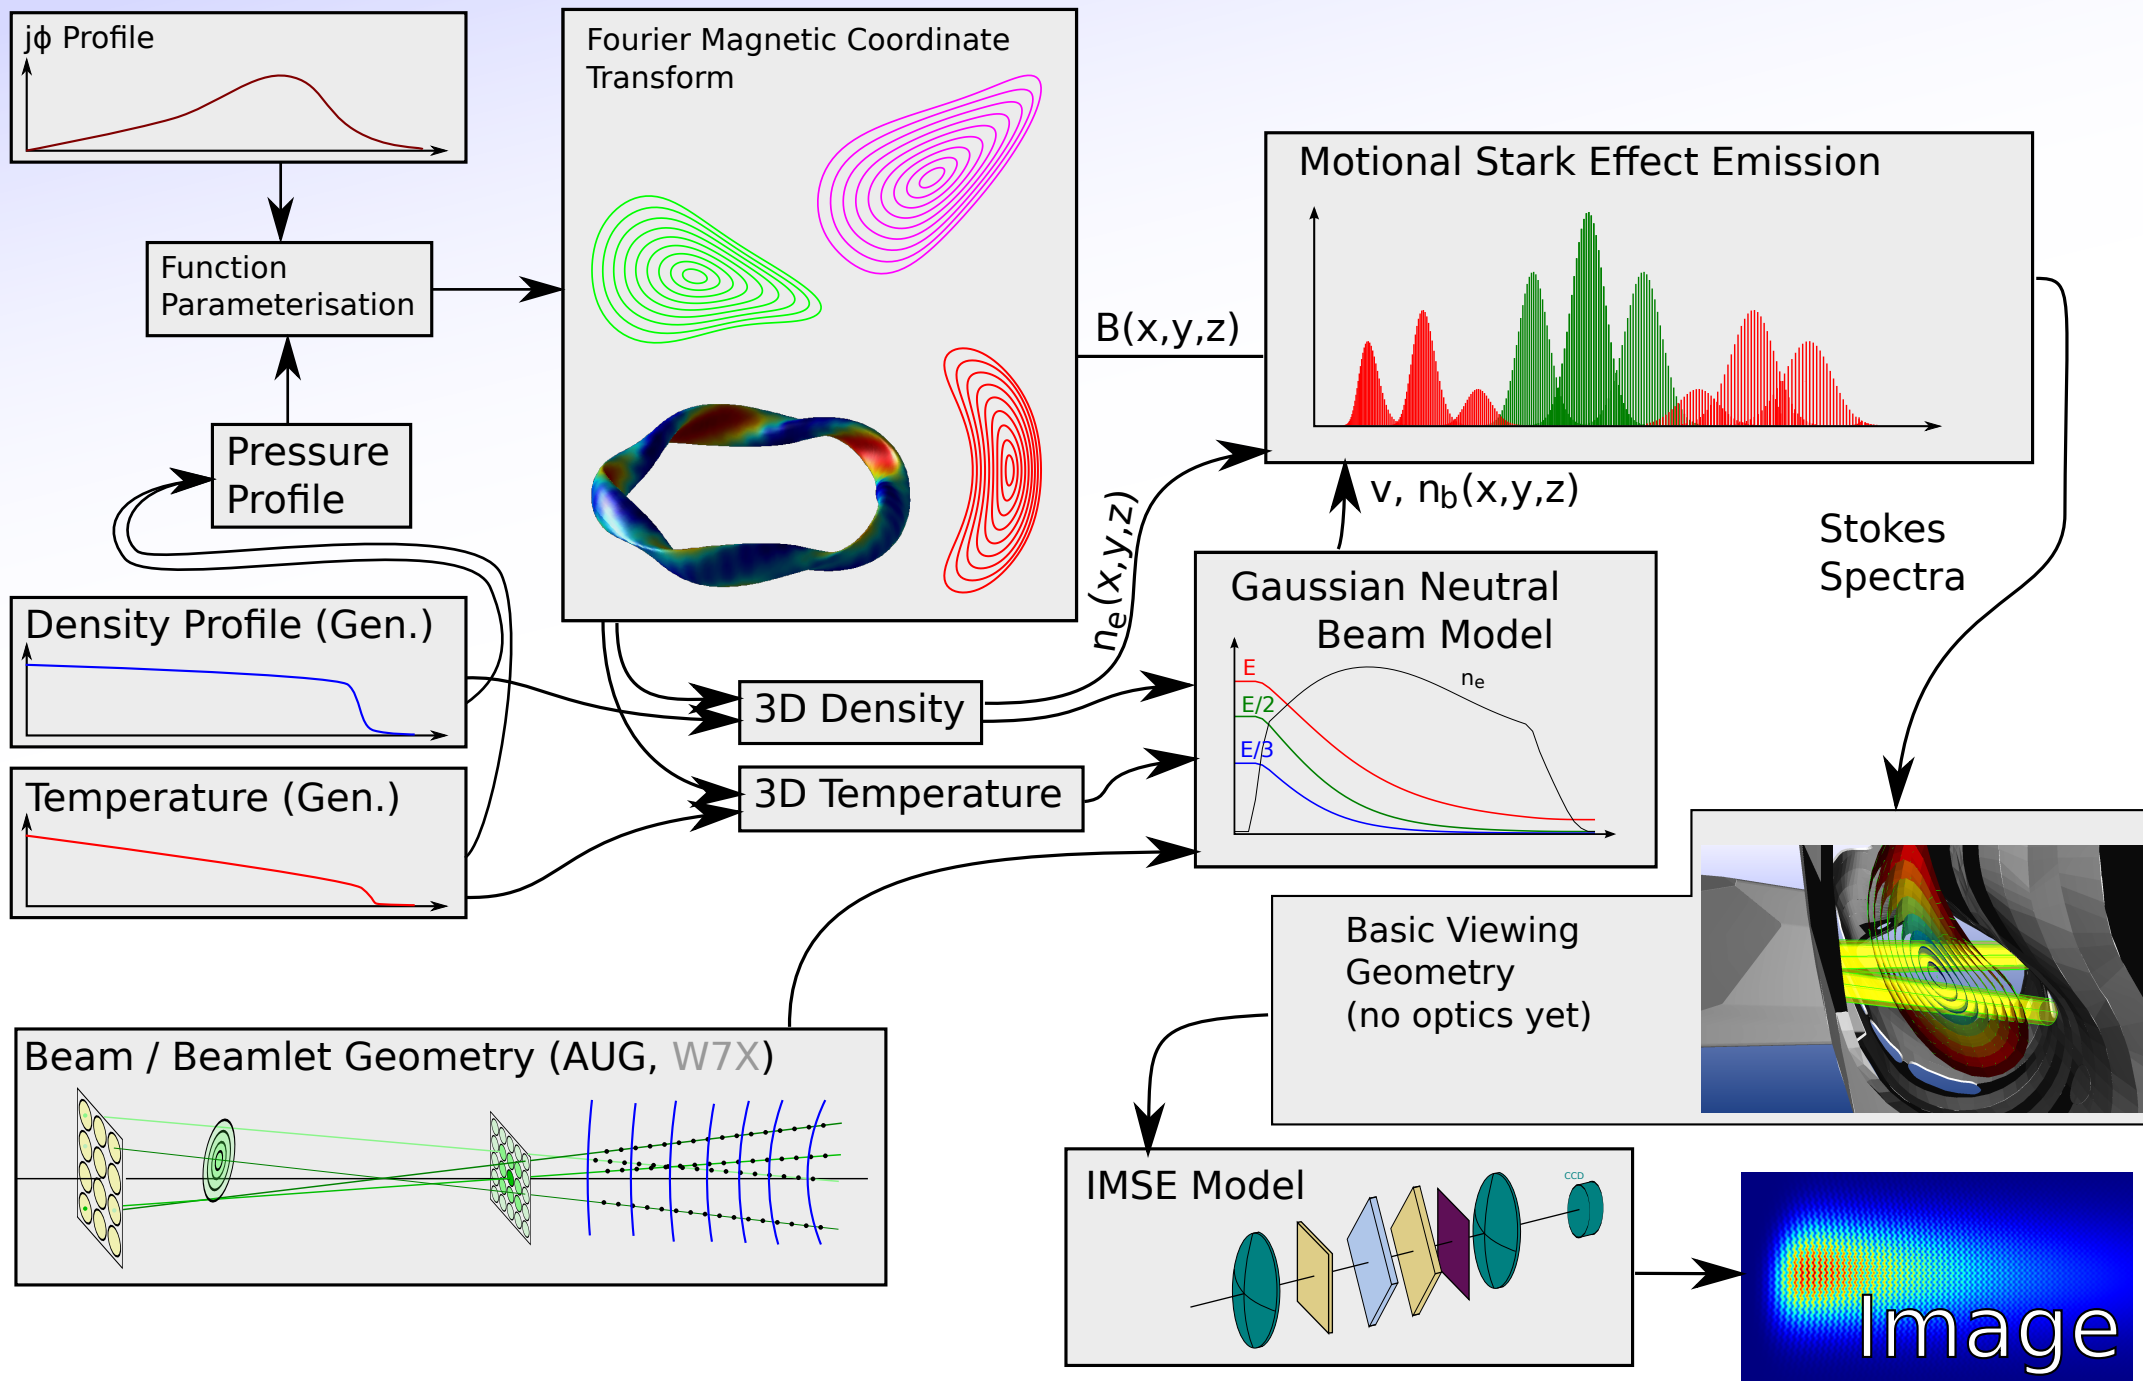 jϕ Profile
Fourier Magnetic Coordinate
Transform
Function
Parameterisation
Pressure
Profile
Density Profile (Gen.)
Temperature (Gen.)
3D Density
3D Temperature
B(x,y,z)
ne(x,y,z)
Motional Stark Effect Emission
v, nb(x,y,z)
Gaussian Neutral
Beam Model
E
E/2
E/3
ne
Stokes
Spectra
Basic Viewing
Geometry
(no optics yet)
Beam / Beamlet Geometry (AUG, W7X)
IMSE Model
CCD
Image